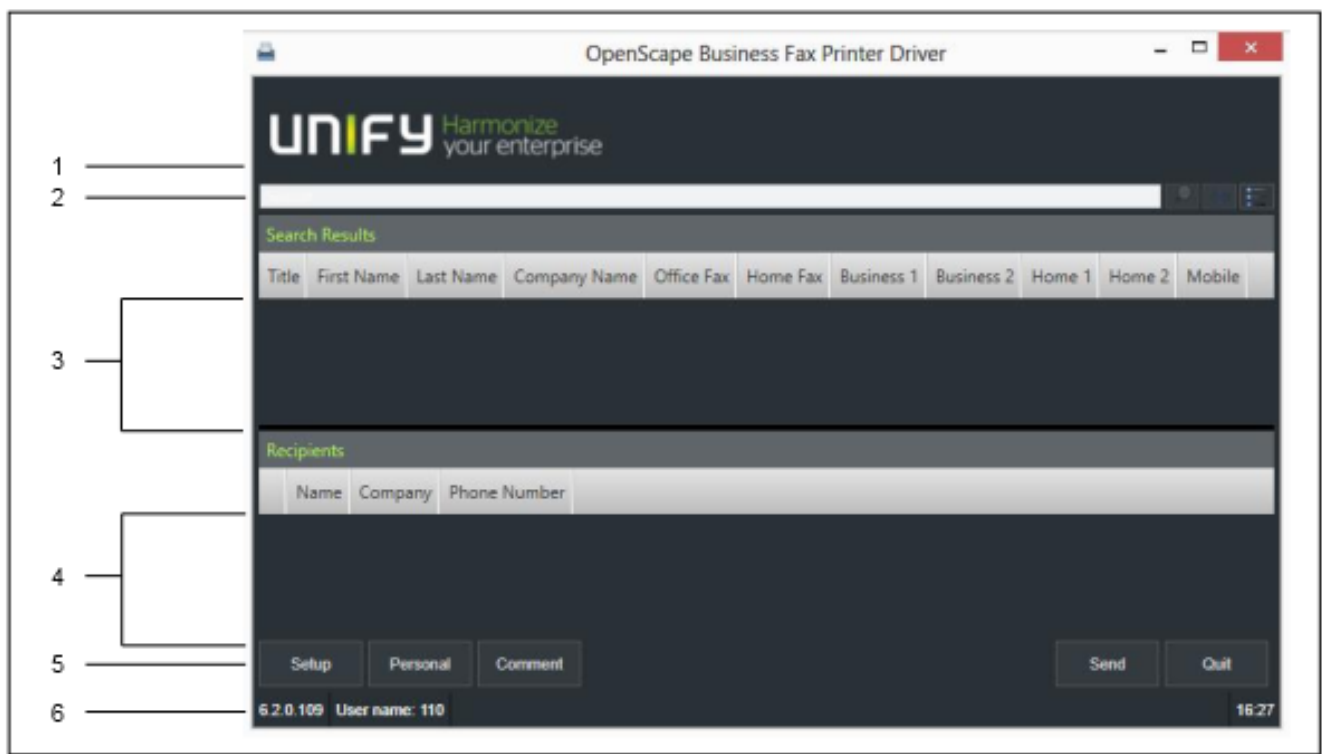 OpenScape Business Fax Printer Driver
UNIFY Harmonize
your enterprise
1
2
Search Results
Title First Name Last Name Company Name Office Fax Home Fax Business 1 Business 2 Home 1 Home 2 Mobile
3
Recipients
Name Company Phone Number
4
5 Setup Personal Comment Send Quit
6 6.2.0.109 User name: 110 16:27